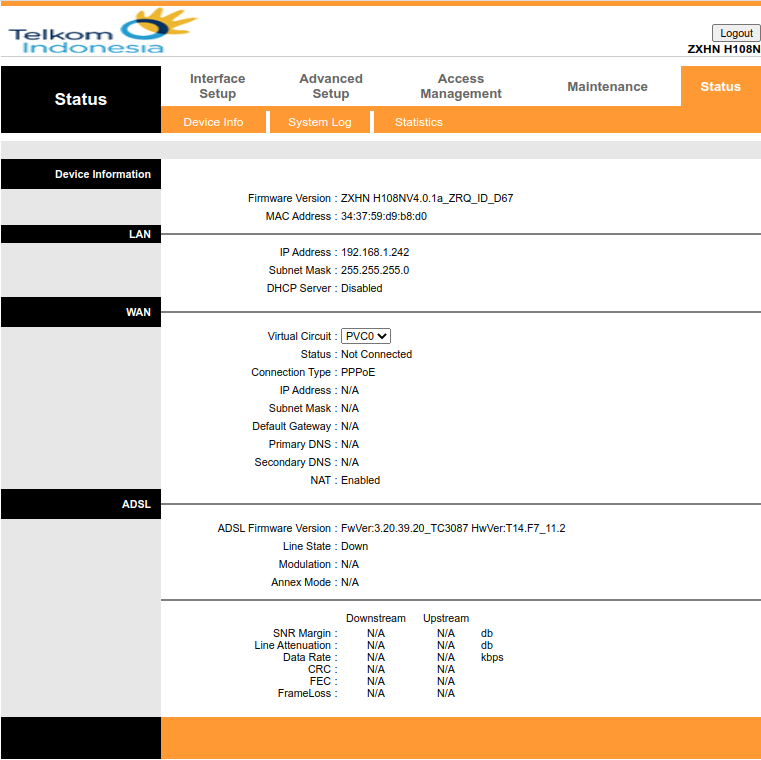 Telkom
Indonesia
Logout
ZXHN H108N
Status
Interface Setup
Advanced Setup
Access Management
Maintenance
Status
Device Info
System Log
Statistics
Device Information
Firmware Version : ZXHN H108NV4.0.1a_ZRQ_ID_D67
MAC Address : 34:37:59:d9:b8:d0
LAN
IP Address : 192.168.1.242
Subnet Mask : 255.255.255.0
DHCP Server : Disabled
WAN
Virtual Circuit : PVC0
Status : Not Connected
Connection Type : PPPoE
IP Address : N/A
Subnet Mask : N/A
Default Gateway : N/A
Primary DNS : N/A
Secondary DNS : N/A
NAT : Enabled
ADSL
ADSL Firmware Version : FwVer:3.20.39.20_TC3087 HwVer:T14.F7_11.2
Line State : Down
Modulation : N/A
Annex Mode : N/A
Downstream Upstream
SNR Margin : N/A N/A db
Line Attenuation : N/A N/A db
Data Rate : N/A N/A kbps
CRC : N/A N/A
FEC : N/A N/A
FrameLoss : N/A N/A